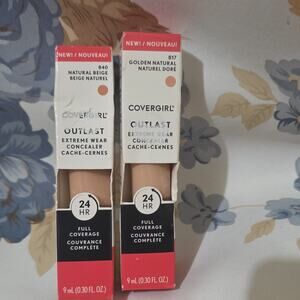 NEW! / NOUVEAU!
840
NATURAL BEIGE
BEIGE NATUREL
COVERGIRL
OUTLAST
EXTREME WEAR
CONCEALER
CACHE-CERNES
24
HR
FULL
COVERAGE
COUVRANCE
COMPLÈTE
9 mL (0.30 FL. OZ.)
NEW! / NOUVEAU!
817
GOLDEN NATURAL
NATUREL DORÉ
COVERGIRL
OUTLAST
EXTREME WEAR
CONCEALER
CACHE-CERNES
24
HR
FULL
COVERAGE
COUVRANCE
COMPLÈTE
9 mL (0.30 FL. OZ.)